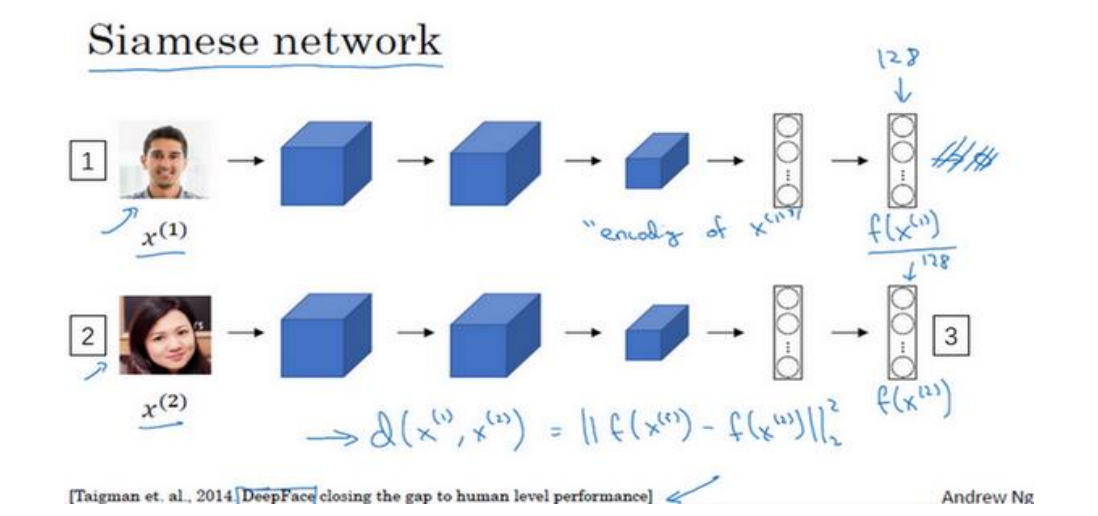 Siamese network
128
1
x^(1)
"encodig of x^(1)"
f(x^(1))
128
2
3
x^(2)
f(x^(2))
→ d(x^(1), x^(2)) = || f(x^(1)) - f(x^(2)) ||_2^2
[Taigman et. al., 2014. DeepFace closing the gap to human level performance]
Andrew Ng